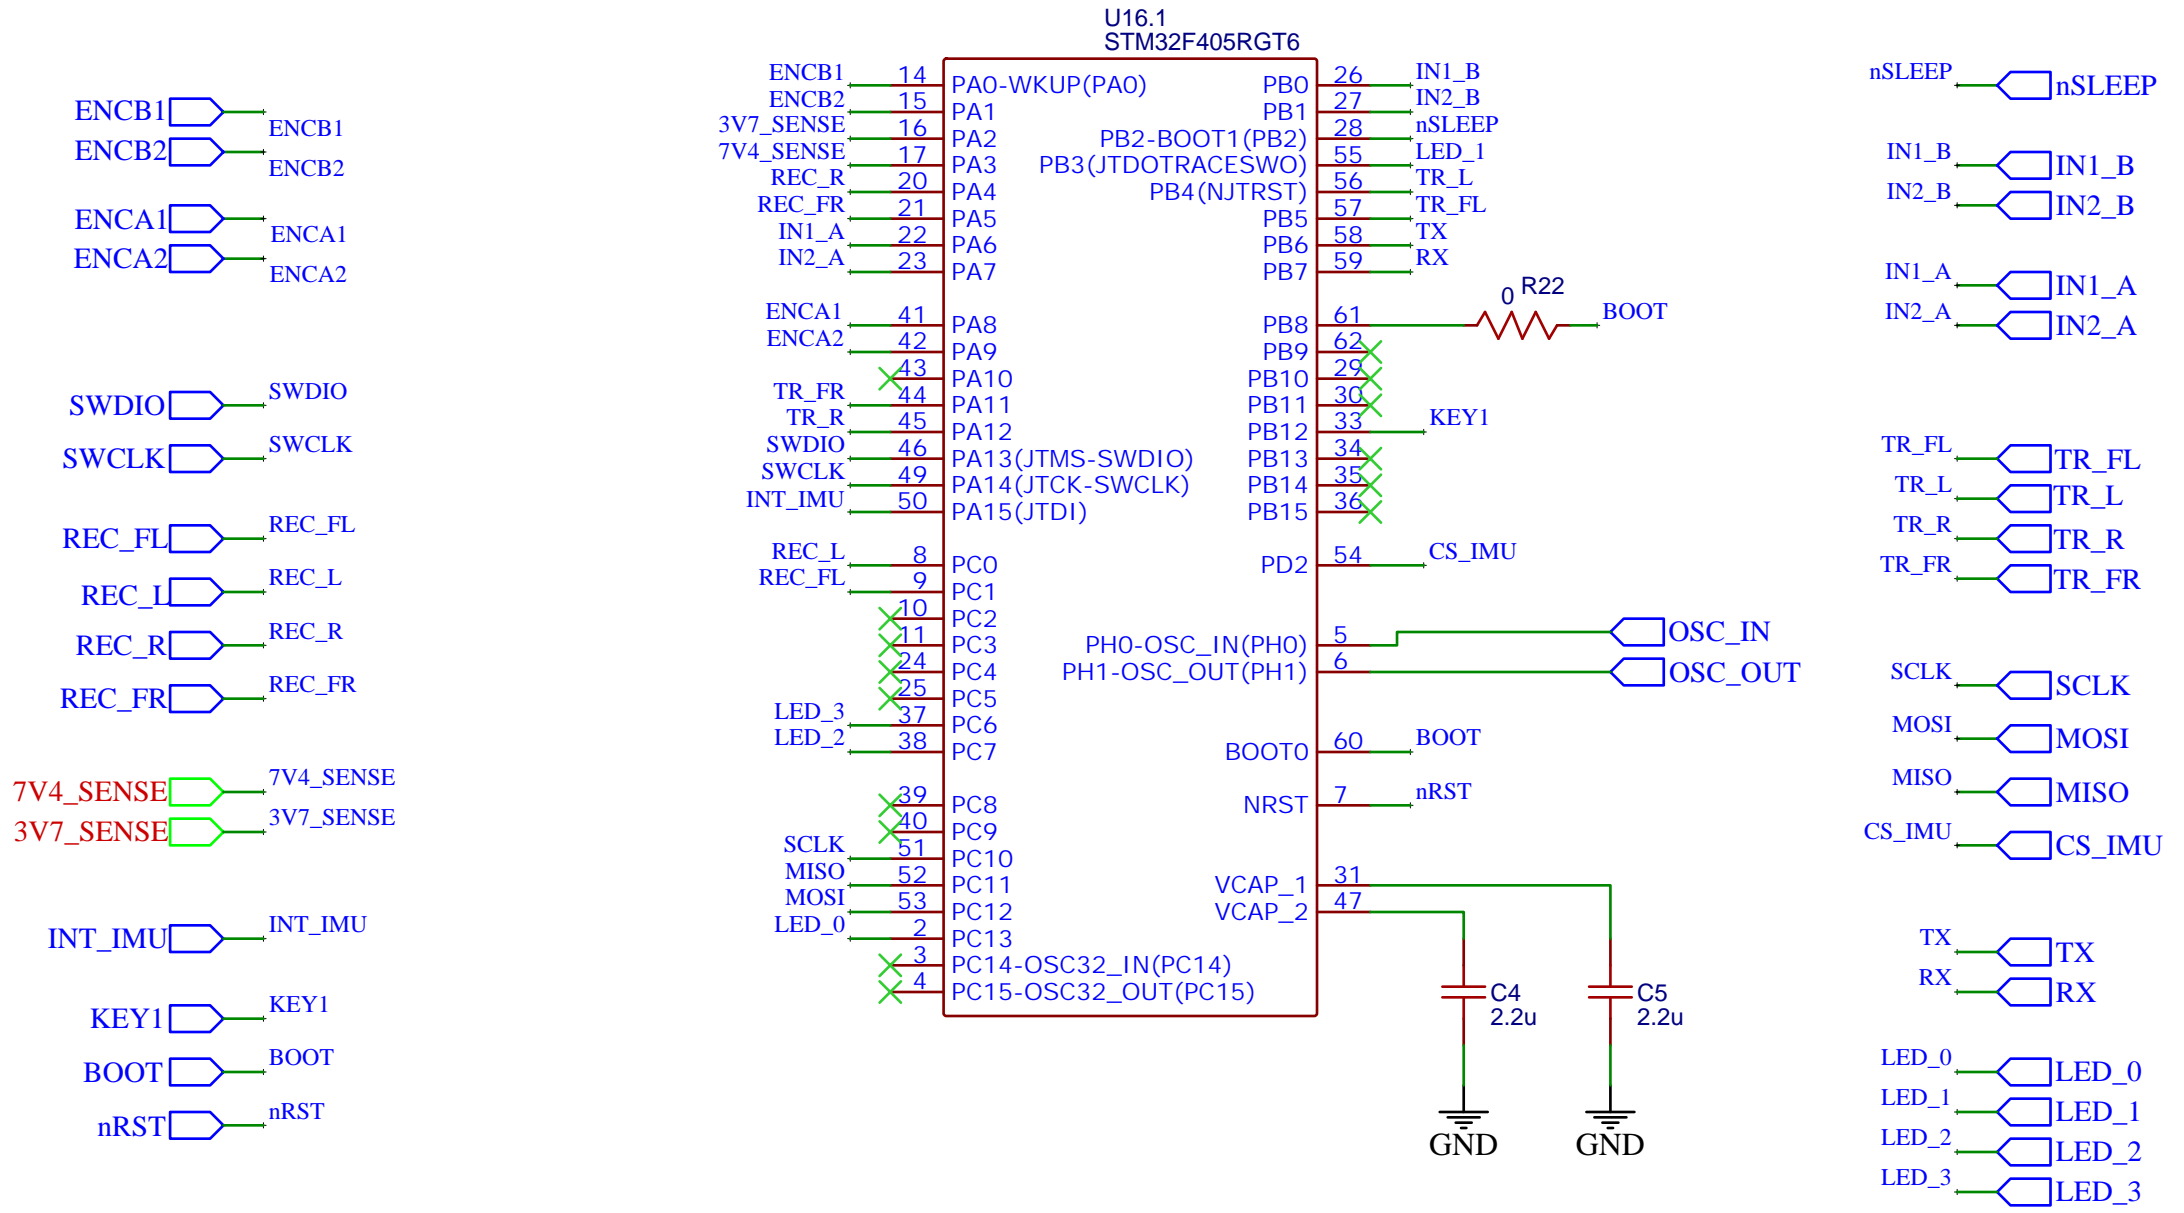 U16.1
STM32F405RGT6
ENCB1 ENCB1
ENCB2 ENCB2
ENCA1 ENCA1
ENCA2 ENCA2
SWDIO SWDIO
SWCLK SWCLK
REC_FL REC_FL
REC_L REC_L
REC_R REC_R
REC_FR REC_FR
7V4_SENSE 7V4_SENSE
3V7_SENSE 3V7_SENSE
INT_IMU INT_IMU
KEY1 KEY1
BOOT BOOT
nRST nRST
ENCB1 14 PA0-WKUP(PA0)
ENCB2 15 PA1
3V7_SENSE 16 PA2
7V4_SENSE 17 PA3
REC_R 20 PA4
REC_FR 21 PA5
IN1_A 22 PA6
IN2_A 23 PA7
ENCA1 41 PA8
ENCA2 42 PA9
43 PA10
TR_FR 44 PA11
TR_R 45 PA12
SWDIO 46 PA13(JTMS-SWDIO)
SWCLK 49 PA14(JTCK-SWCLK)
INT_IMU 50 PA15(JTDI)
REC_L 8 PC0
REC_FL 9 PC1
10 PC2
11 PC3
24 PC4
25 PC5
LED_3 37 PC6
LED_2 38 PC7
39 PC8
40 PC9
SCLK 51 PC10
MISO 52 PC11
MOSI 53 PC12
LED_0 2 PC13
3 PC14-OSC32_IN(PC14)
4 PC15-OSC32_OUT(PC15)
PB0 26 IN1_B
PB1 27 IN2_B
PB2-BOOT1(PB2) 28 nSLEEP
PB3(JTDOTRACESWO) 55 LED_1
PB4(NJTRST) 56 TR_L
PB5 57 TR_FL
PB6 58 TX
PB7 59 RX
PB8 61 0 R22 BOOT
PB9 62
PB10 29
PB11 30
PB12 33 KEY1
PB13 34
PB14 35
PB15 36
PD2 54 CS_IMU
PH0-OSC_IN(PH0) 5 OSC_IN
PH1-OSC_OUT(PH1) 6 OSC_OUT
BOOT0 60 BOOT
NRST 7 nRST
VCAP_1 31
VCAP_2 47
C4
2.2u
GND
C5
2.2u
GND
nSLEEP nSLEEP
IN1_B IN1_B
IN2_B IN2_B
IN1_A IN1_A
IN2_A IN2_A
TR_FL TR_FL
TR_L TR_L
TR_R TR_R
TR_FR TR_FR
SCLK SCLK
MOSI MOSI
MISO MISO
CS_IMU CS_IMU
TX TX
RX RX
LED_0 LED_0
LED_1 LED_1
LED_2 LED_2
LED_3 LED_3